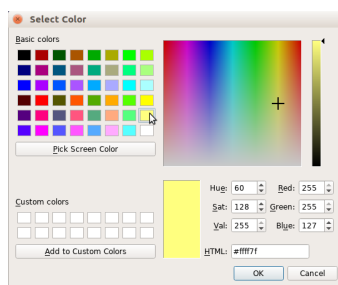 Select Color
Basic colors
Pick Screen Color
Custom colors
Add to Custom Colors
Hue: 60 Red: 255
Sat: 128 Green: 255
Val: 255 Blue: 127
HTML: #ffff7f
OK Cancel